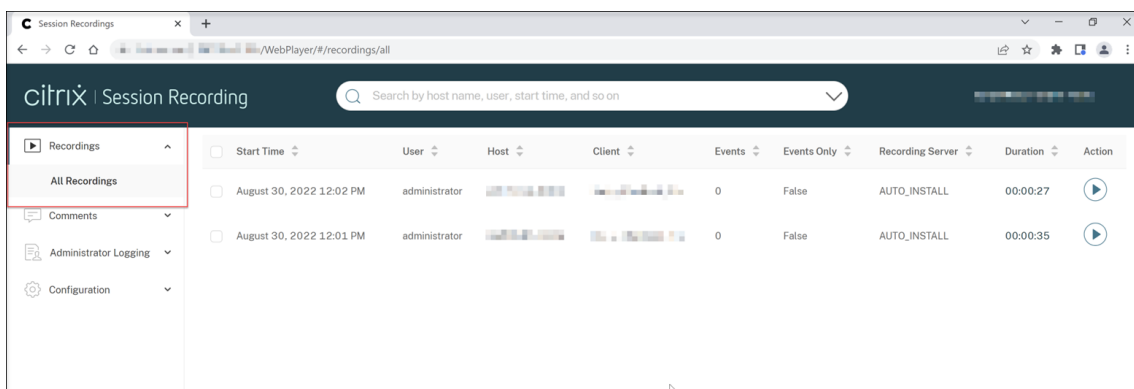 Session Recordings
/WebPlayer/#/recordings/all
citrix | Session Recording
Search by host name, user, start time, and so on
Recordings
All Recordings
Comments
Administrator Logging
Configuration
Start Time User Host Client Events Events Only Recording Server Duration Action
August 30, 2022 12:02 PM administrator 0 False AUTO_INSTALL 00:00:27
August 30, 2022 12:01 PM administrator 0 False AUTO_INSTALL 00:00:35